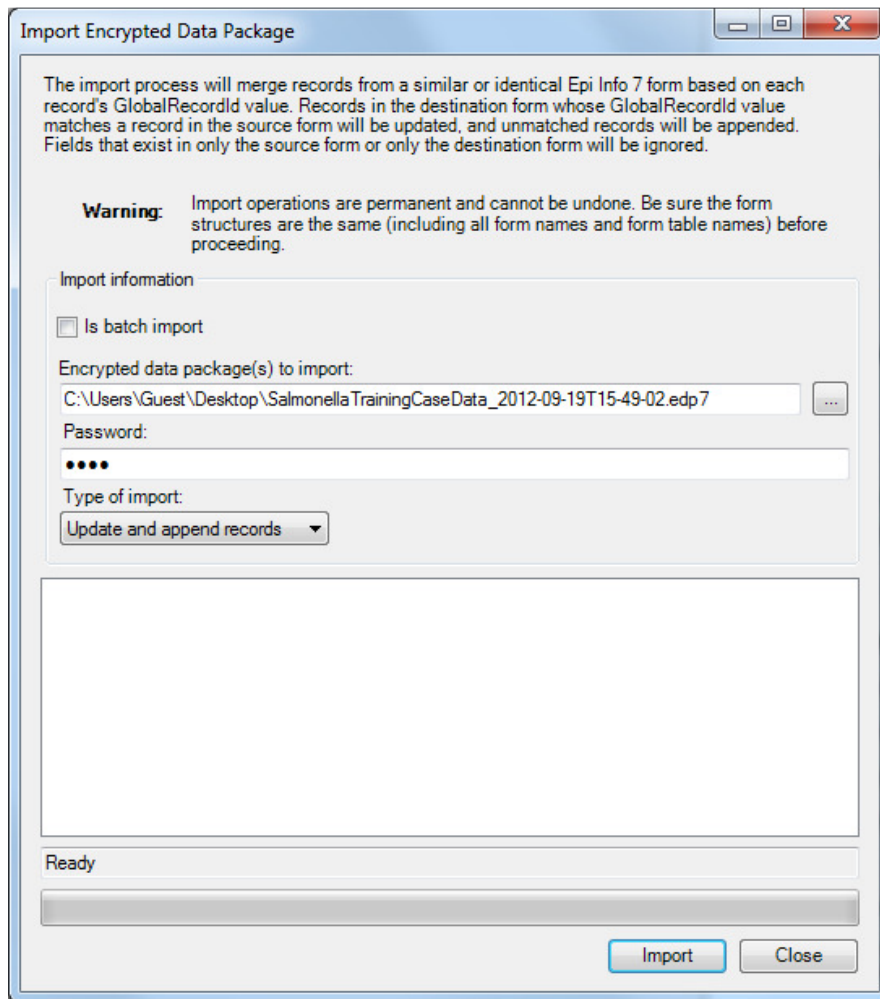 Import Encrypted Data Package
The import process will merge records from a similar or identical Epi Info 7 form based on each
record's GlobalRecordId value. Records in the destination form whose GlobalRecordId value
matches a record in the source form will be updated, and unmatched records will be appended.
Fields that exist in only the source form or only the destination form will be ignored.
Warning: Import operations are permanent and cannot be undone. Be sure the form
structures are the same (including all form names and form table names) before
proceeding.
Import information
Is batch import
Encrypted data package(s) to import:
C:\Users\Guest\Desktop\SalmonellaTrainingCaseData_2012-09-19T15-49-02.edp7 ...
Password:
••••
Type of import:
Update and append records
Ready
Import Close